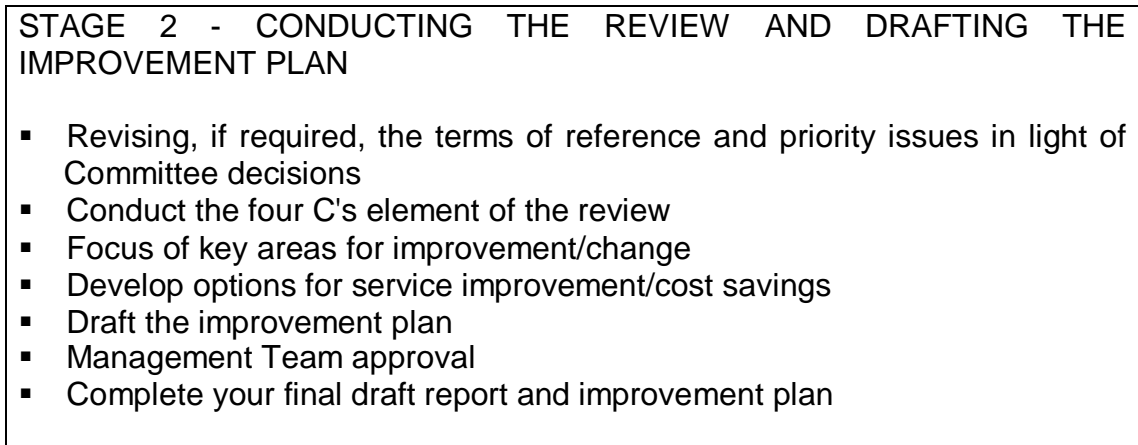 STAGE 2 - CONDUCTING THE REVIEW AND DRAFTING THE
IMPROVEMENT PLAN
▪ Revising, if required, the terms of reference and priority issues in light of
Committee decisions
▪ Conduct the four C's element of the review
▪ Focus of key areas for improvement/change
▪ Develop options for service improvement/cost savings
▪ Draft the improvement plan
▪ Management Team approval
▪ Complete your final draft report and improvement plan